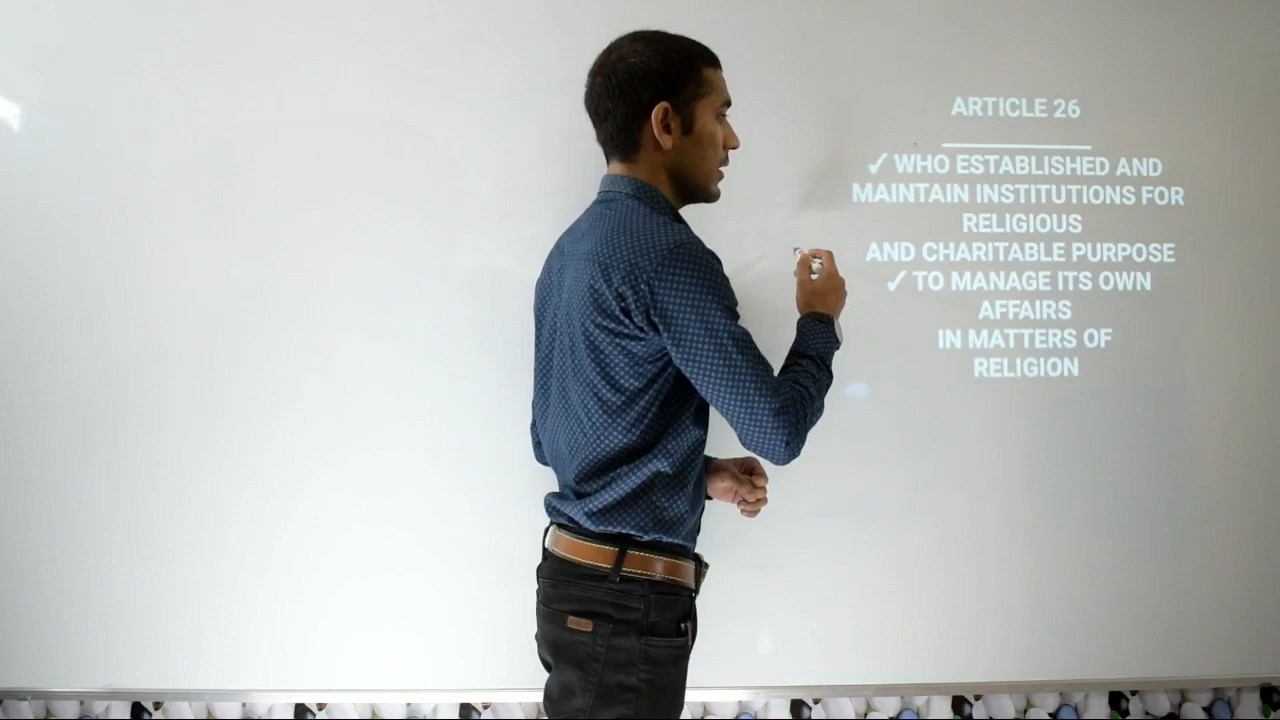 ARTICLE 26
✓ WHO ESTABLISHED AND
MAINTAIN INSTITUTIONS FOR
RELIGIOUS
AND CHARITABLE PURPOSE
✓ TO MANAGE ITS OWN
AFFAIRS
IN MATTERS OF
RELIGION